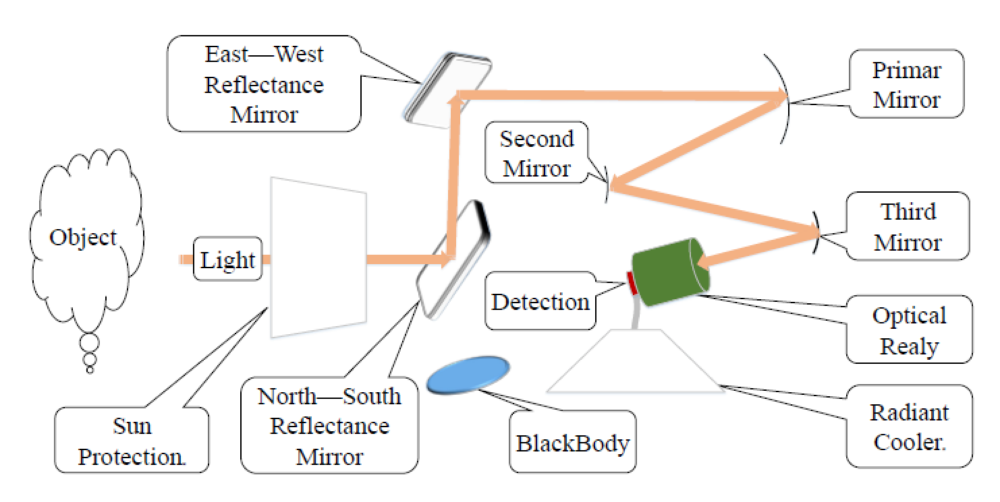 East—West
Reflectance
Mirror
Primar
Mirror
Second
Mirror
Object
Light
Third
Mirror
Detection
Optical
Realy
North—South
Reflectance
Mirror
Sun
Protection.
BlackBody
Radiant
Cooler.